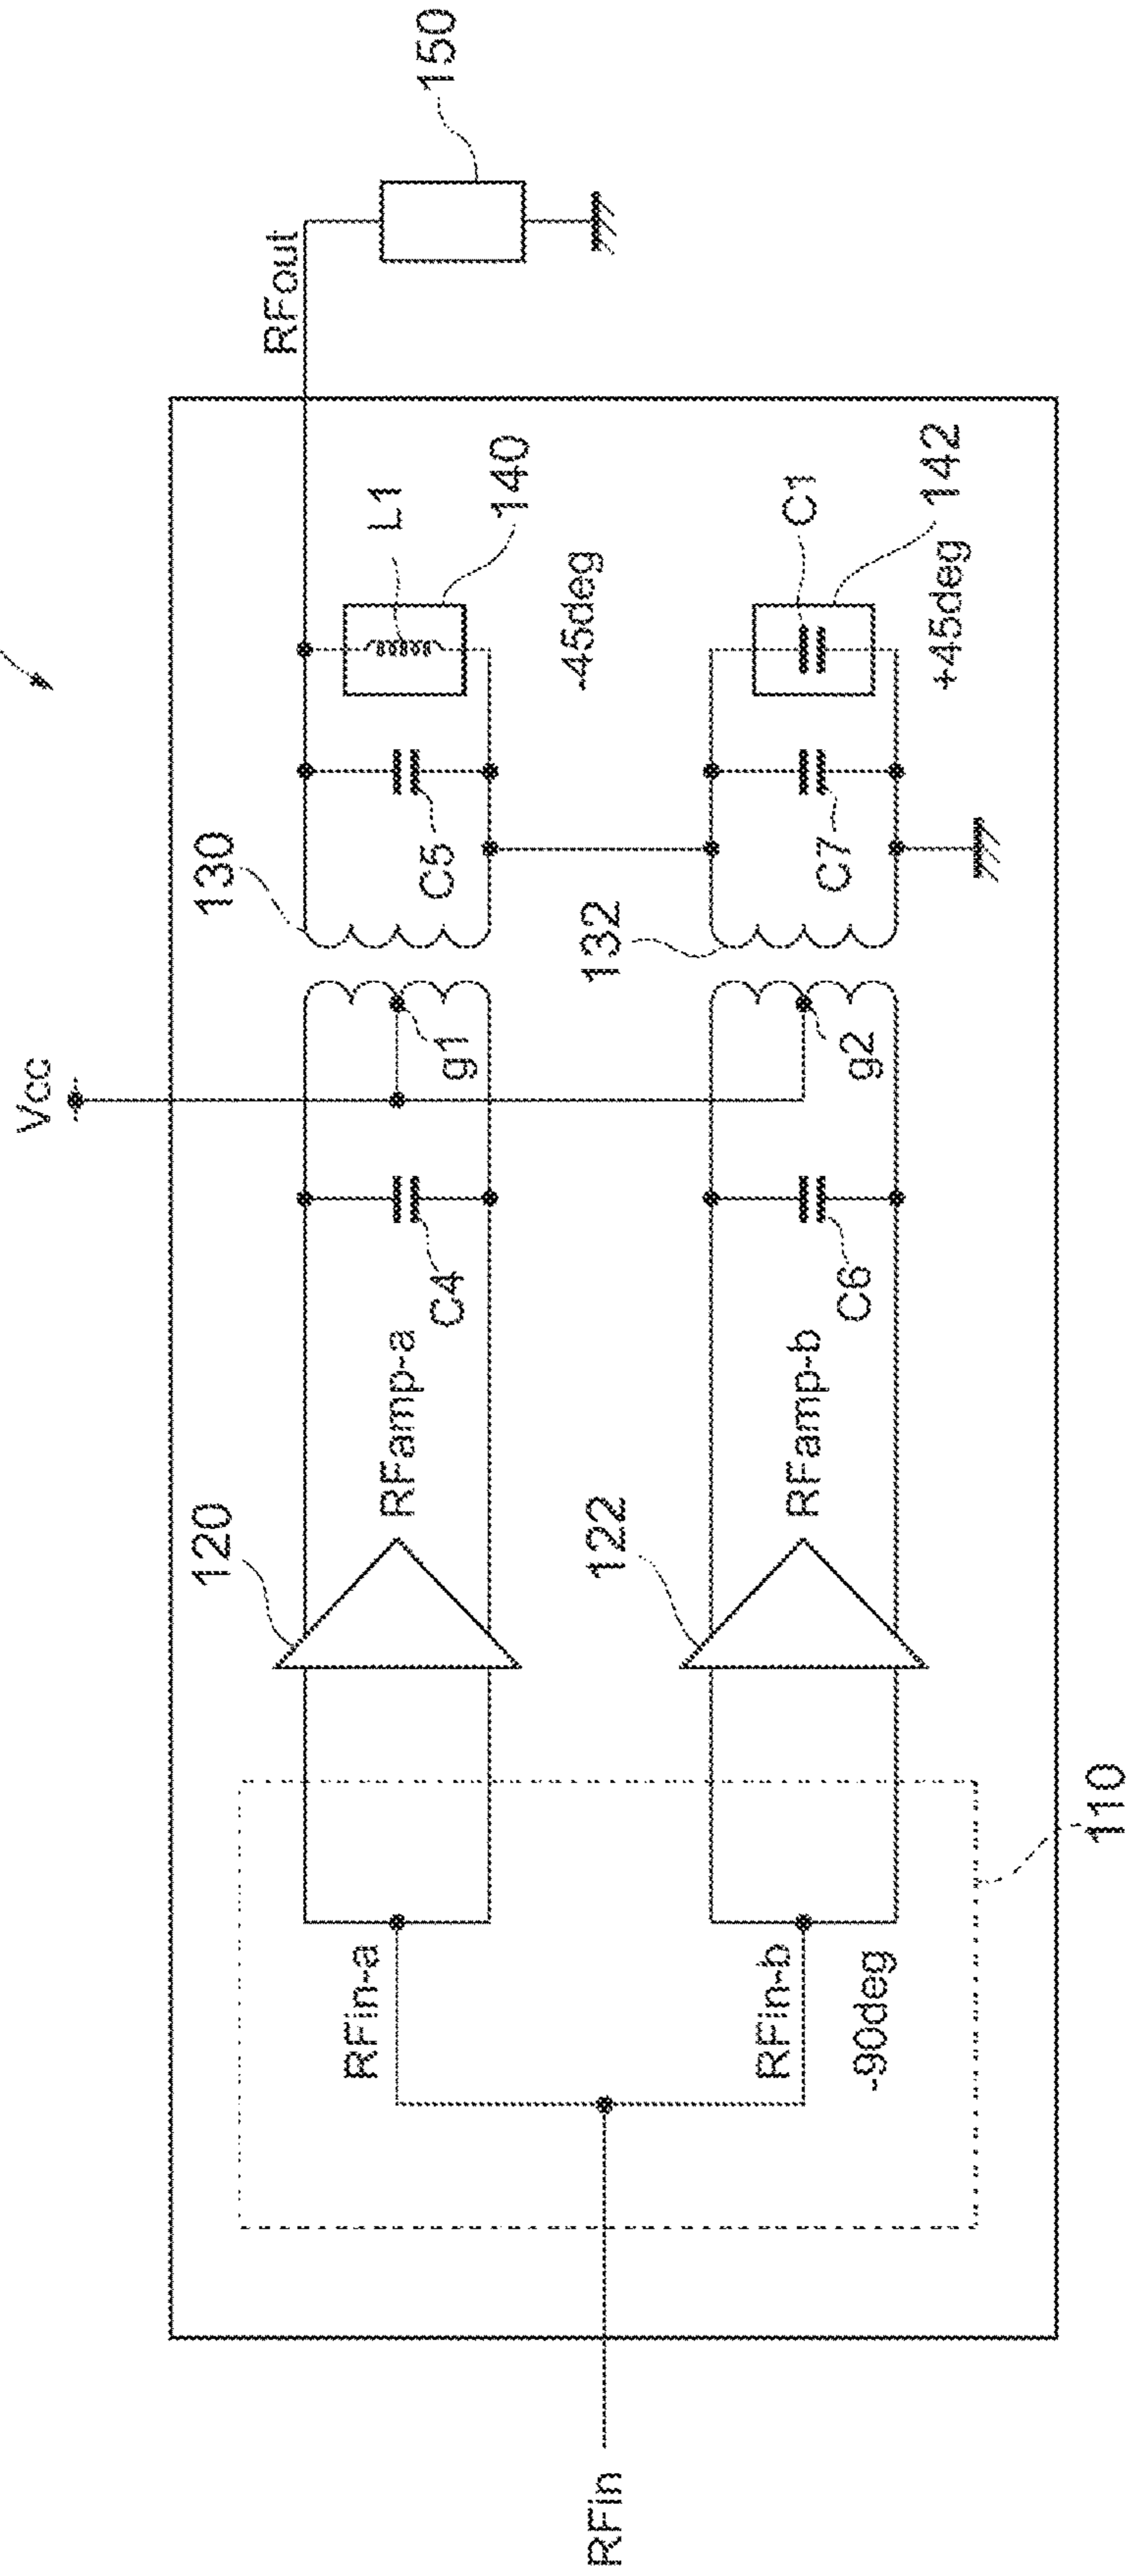 Vcc
RFin
RFin-a
RFin-b
-90deg
110
120
RFamp-a
C4
122
RFamp-b
C6
g1
g2
130
132
C5
C7
L1
140
-45deg
C1
142
+45deg
RFout
150